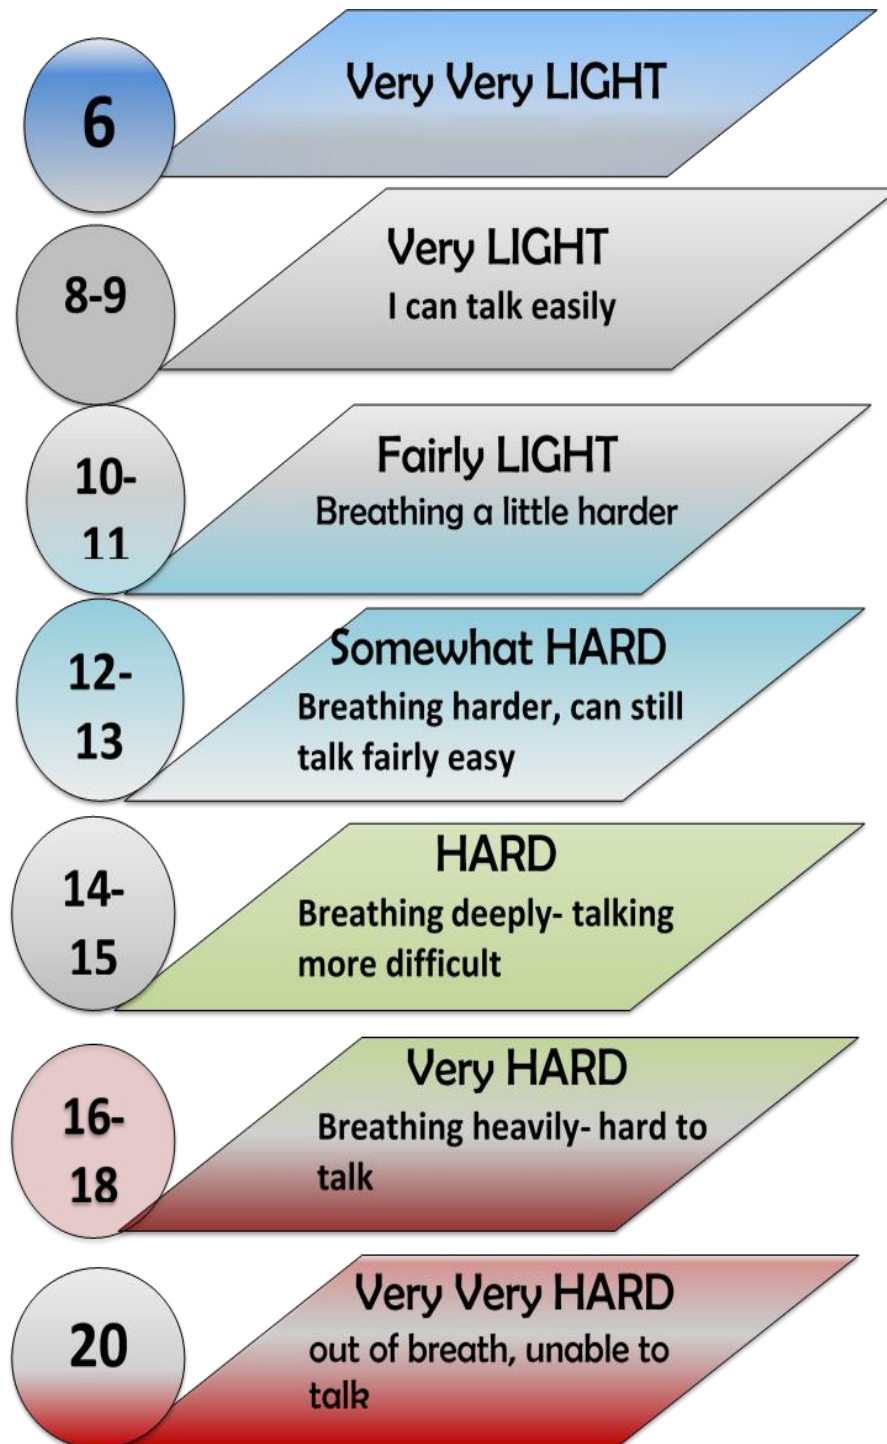 6
Very Very LIGHT
8-9
Very LIGHT
I can talk easily
10-
11
Fairly LIGHT
Breathing a little harder
12-
13
Somewhat HARD
Breathing harder, can still
talk fairly easy
14-
15
HARD
Breathing deeply- talking
more difficult
16-
18
Very HARD
Breathing heavily- hard to
talk
20
Very Very HARD
out of breath, unable to
talk